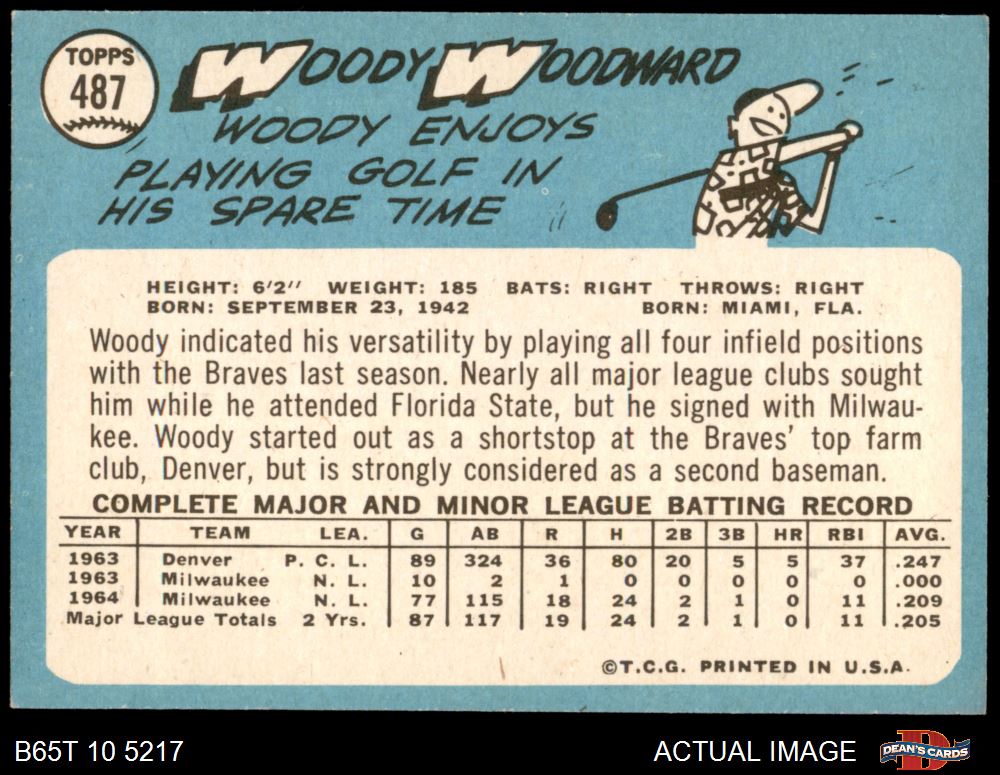 TOPPS
487
WOODY WOODWARD
WOODY ENJOYS
PLAYING GOLF IN
HIS SPARE TIME
HEIGHT: 6'2" WEIGHT: 185 BATS: RIGHT THROWS: RIGHT
BORN: SEPTEMBER 23, 1942 BORN: MIAMI, FLA.
Woody indicated his versatility by playing all four infield positions
with the Braves last season. Nearly all major league clubs sought
him while he attended Florida State, but he signed with Milwau-
kee. Woody started out as a shortstop at the Braves' top farm
club, Denver, but is strongly considered as a second baseman.
COMPLETE MAJOR AND MINOR LEAGUE BATTING RECORD
YEAR TEAM LEA. G AB R H 2B 3B HR RBI AVG.
1963 Denver P. C. L. 89 324 36 80 20 5 5 37 .247
1963 Milwaukee N. L. 10 2 1 0 0 0 0 0 .000
1964 Milwaukee N. L. 77 115 18 24 2 1 0 11 .209
Major League Totals 2 Yrs. 87 117 19 24 2 1 0 11 .205
©T.C.G. PRINTED IN U.S.A.
B65T 10 5217 ACTUAL IMAGE DEAN'S CARDS